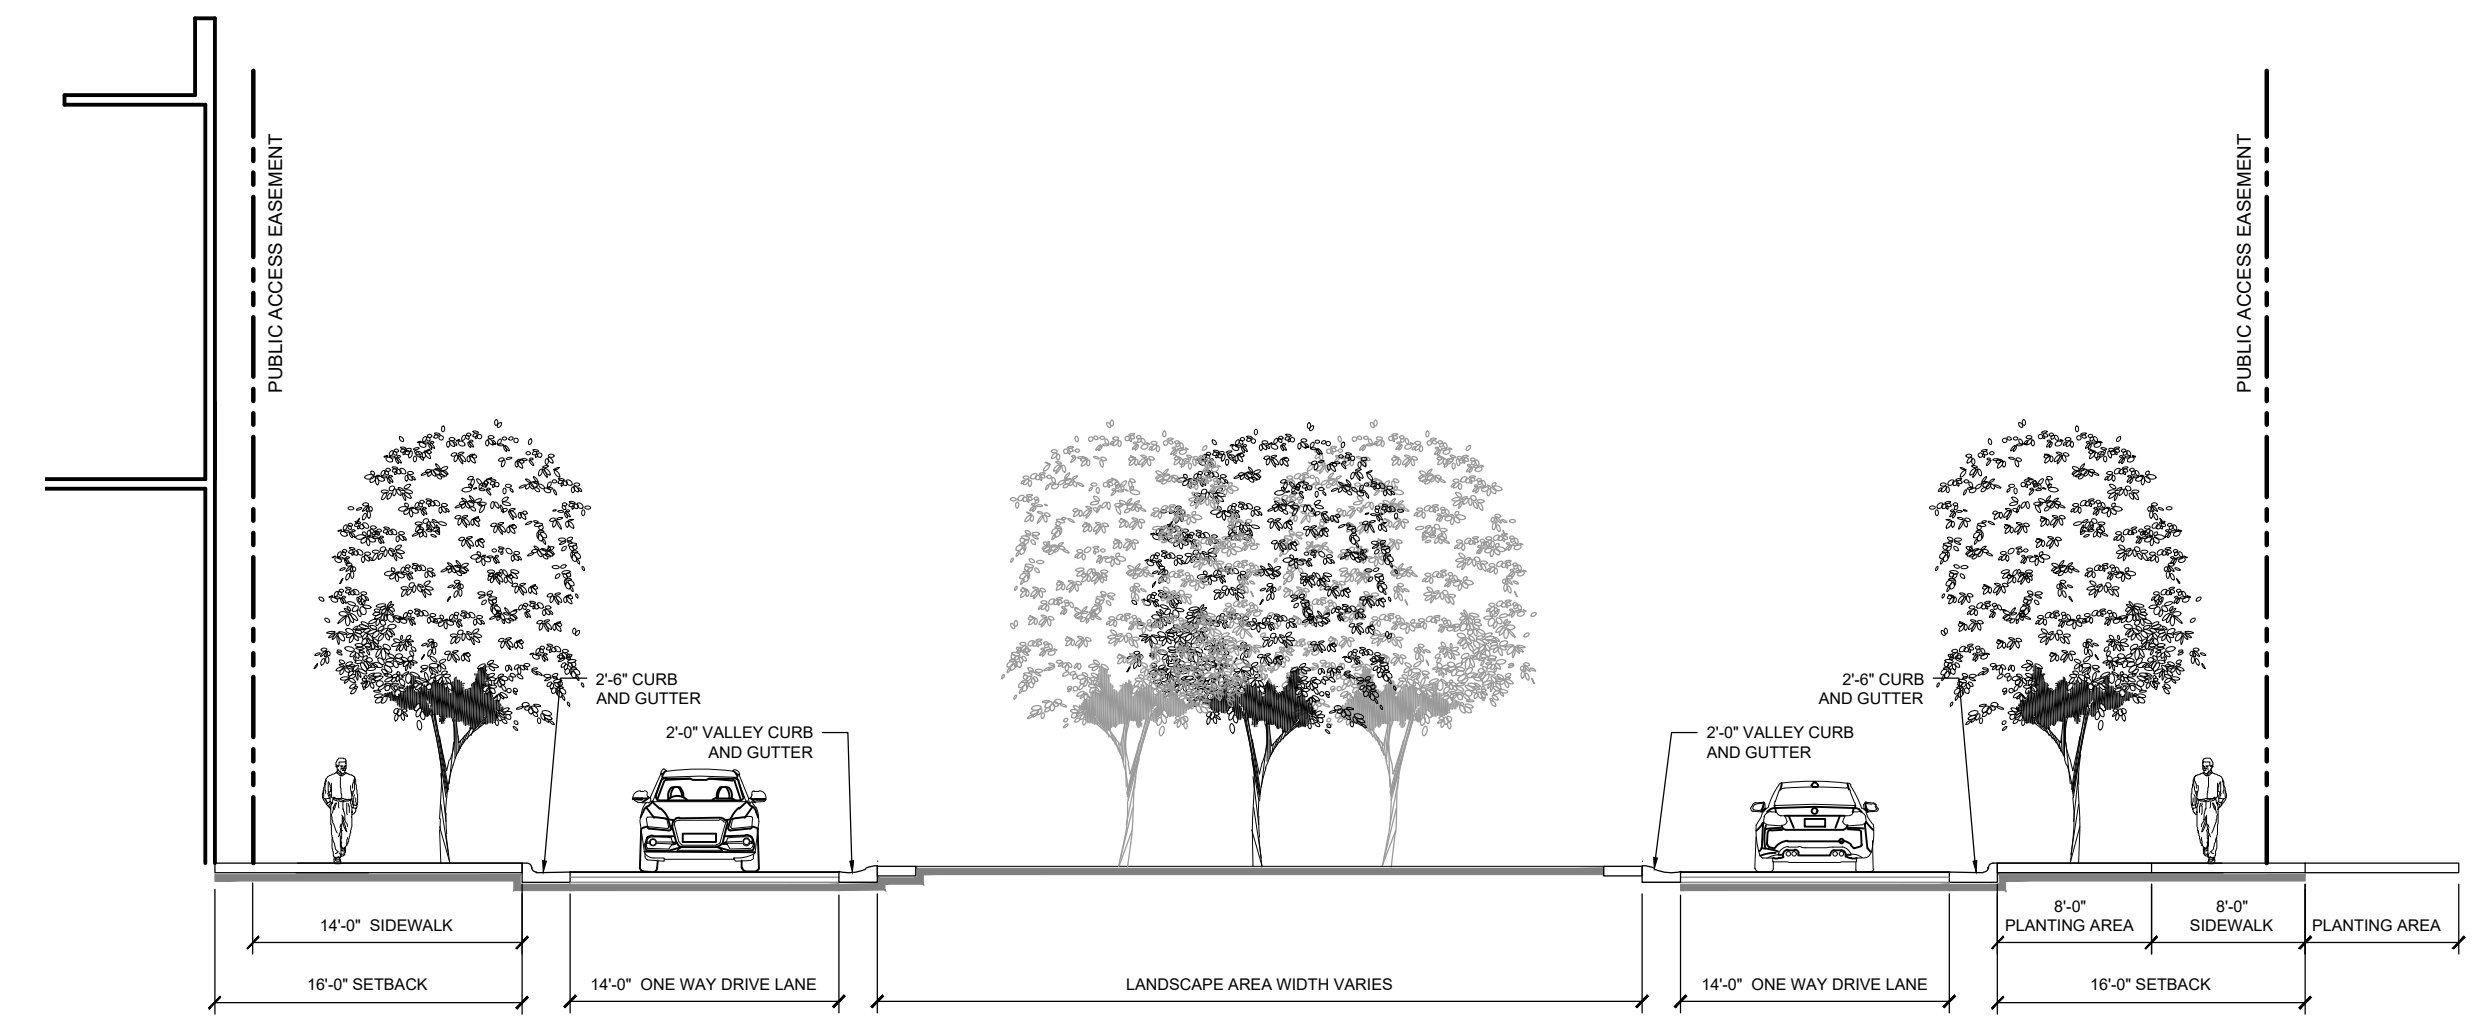 PUBLIC ACCESS EASEMENT
PUBLIC ACCESS EASEMENT
2'-6" CURB
AND GUTTER
2'-0" VALLEY CURB
AND GUTTER
2'-0" VALLEY CURB
AND GUTTER
2'-6" CURB
AND GUTTER
14'-0" SIDEWALK
8'-0"
PLANTING AREA
8'-0"
SIDEWALK
PLANTING AREA
16'-0" SETBACK
14'-0" ONE WAY DRIVE LANE
LANDSCAPE AREA WIDTH VARIES
14'-0" ONE WAY DRIVE LANE
16'-0" SETBACK